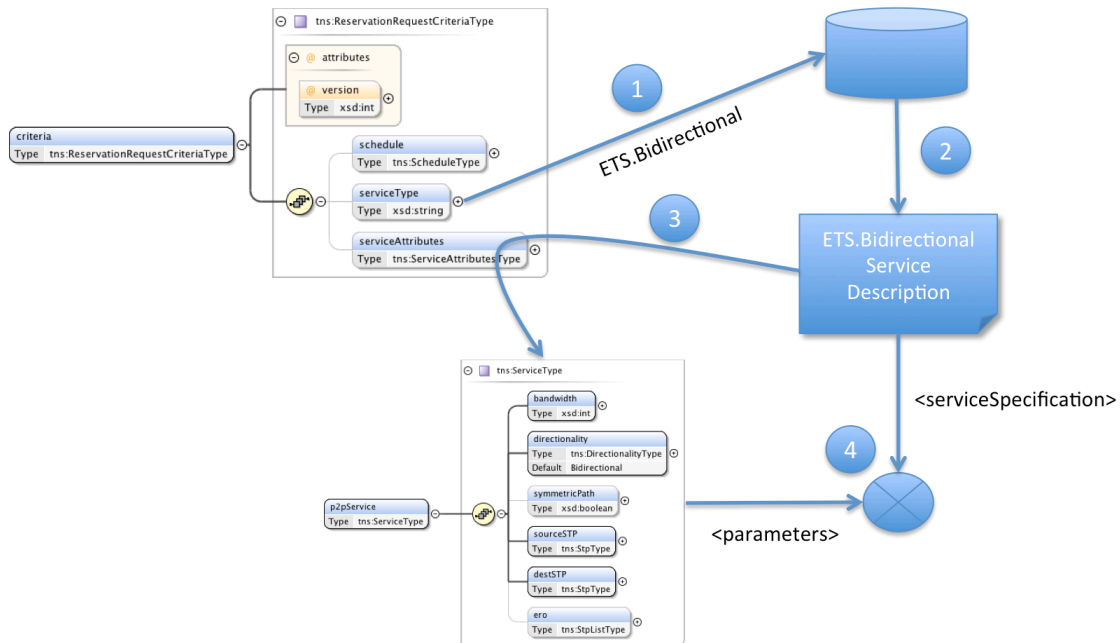 tns:ReservationRequestCriteriaType
@ attributes
@ version
Type xsd:int
criteria
Type tns:ReservationRequestCriteriaType
schedule
Type tns:ScheduleType
serviceType
Type xsd:string
serviceAttributes
Type tns:ServiceAttributesType
1
ETS.Bidirectional
2
3
ETS.Bidirectional
Service
Description
tns:ServiceType
bandwidth
Type xsd:int
directionality
Type tns:DirectionalityType
Default Bidirectional
symmetricPath
Type xsd:boolean
p2pService
Type tns:ServiceType
sourceSTP
Type tns:StpType
destSTP
Type tns:StpType
ero
Type tns:StpListType
<serviceSpecification>
4
<parameters>